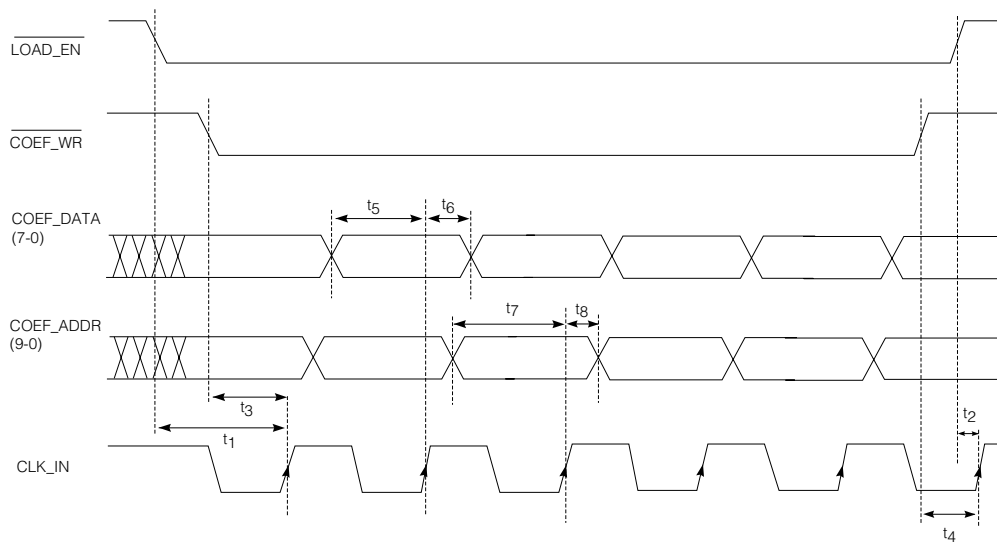 LOAD_EN
COEF_WR
COEF_DATA
(7-0)
t5
t6
COEF_ADDR
(9-0)
t7
t8
t3
t1
t2
CLK_IN
t4